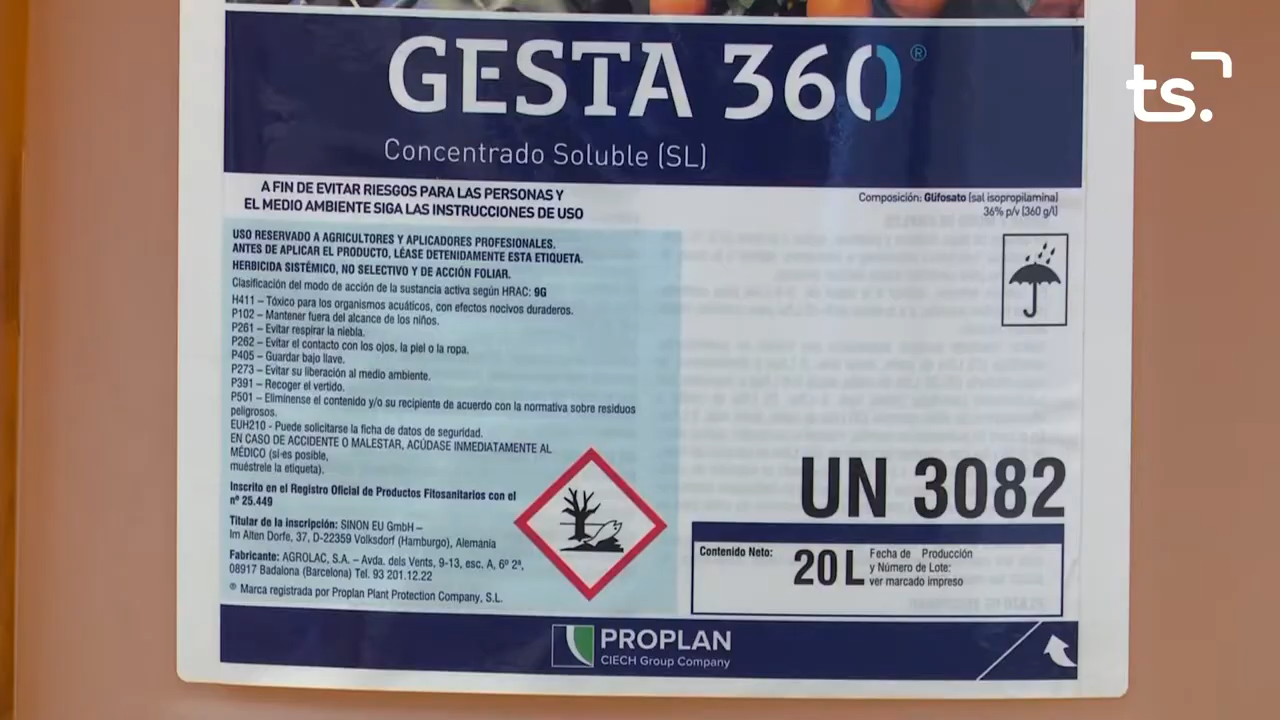 GESTA 360®
ts.
Concentrado Soluble (SL)
A FIN DE EVITAR RIESGOS PARA LAS PERSONAS Y
EL MEDIO AMBIENTE SIGA LAS INSTRUCCIONES DE USO
Composición: Glifosato (sal isopropilamina)
36% p/v (360 g/l)
USO RESERVADO A AGRICULTORES Y APLICADORES PROFESIONALES.
ANTES DE APLICAR EL PRODUCTO, LÉASE DETENIDAMENTE ESTA ETIQUETA.
HERBICIDA SISTÉMICO, NO SELECTIVO Y DE ACCIÓN FOLIAR.
Clasificación del modo de acción de la sustancia activa según HRAC: 9G
H411 – Tóxico para los organismos acuáticos, con efectos nocivos duraderos.
P102 – Mantener fuera del alcance de los niños.
P261 – Evitar respirar la niebla.
P262 – Evitar el contacto con los ojos, la piel o la ropa.
P405 – Guardar bajo llave.
P273 – Evitar su liberación al medio ambiente.
P391 – Recoger el vertido.
P501 – Elimínense el contenido y/o su recipiente de acuerdo con la normativa sobre residuos
peligrosos.
EUH210 - Puede solicitarse la ficha de datos de seguridad.
EN CASO DE ACCIDENTE O MALESTAR, ACÚDASE INMEDIATAMENTE AL
MÉDICO (si es posible,
muéstrele la etiqueta).
Inscrito en el Registro Oficial de Productos Fitosanitarios con el
nº 25.449
Titular de la inscripción: SINON EU GmbH –
Im Alten Dorfe, 37, D-22359 Volksdorf (Hamburgo), Alemania
Fabricante: AGROLAC, S.A. – Avda. dels Vents, 9-13, esc. A, 6º 2ª,
08917 Badalona (Barcelona) Tel. 93 201.12.22
® Marca registrada por Proplan Plant Protection Company, S.L.
UN 3082
Contenido Neto: 20 L
Fecha de Producción
y Número de Lote:
ver marcado impreso
PROPLAN
CIECH Group Company